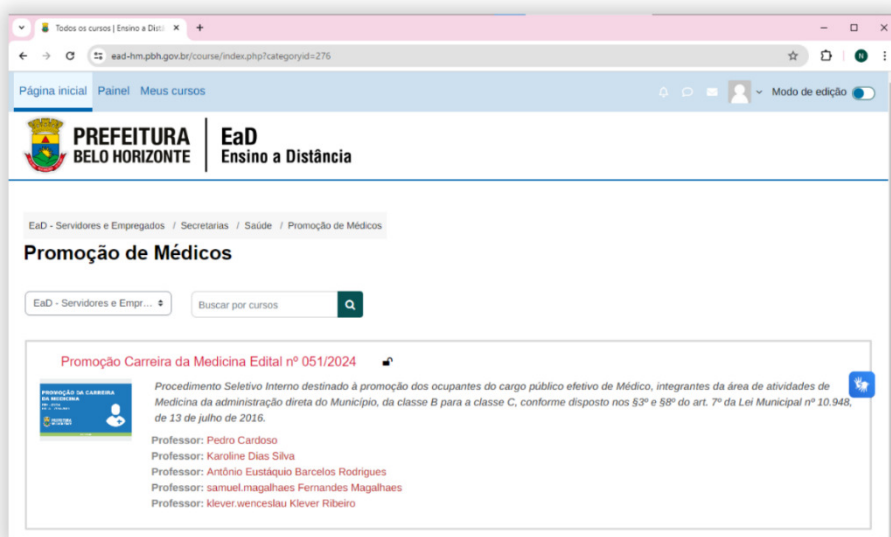 Todos os cursos | Ensino a Dist
ead-hm.pbh.gov.br/course/index.php?categoryid=276
N
Página inicial Painel Meus cursos
Modo de edição
PREFEITURA
BELO HORIZONTE
EaD
Ensino a Distância
EaD - Servidores e Empregados / Secretarias / Saúde / Promoção de Médicos
Promoção de Médicos
EaD - Servidores e Empr...
Buscar por cursos
Promoção Carreira da Medicina Edital nº 051/2024
PROMOÇÃO DA CARREIRA
DA MEDICINA
Procedimento Seletivo Interno destinado à promoção dos ocupantes do cargo público efetivo de Médico, integrantes da área de atividades de
Medicina da administração direta do Município, da classe B para a classe C, conforme disposto nos §3º e §8º do art. 7º da Lei Municipal nº 10.948,
de 13 de julho de 2016.
Professor: Pedro Cardoso
Professor: Karoline Dias Silva
Professor: Antônio Eustáquio Barcelos Rodrigues
Professor: samuel.magalhaes Fernandes Magalhaes
Professor: klever.wenceslau Klever Ribeiro